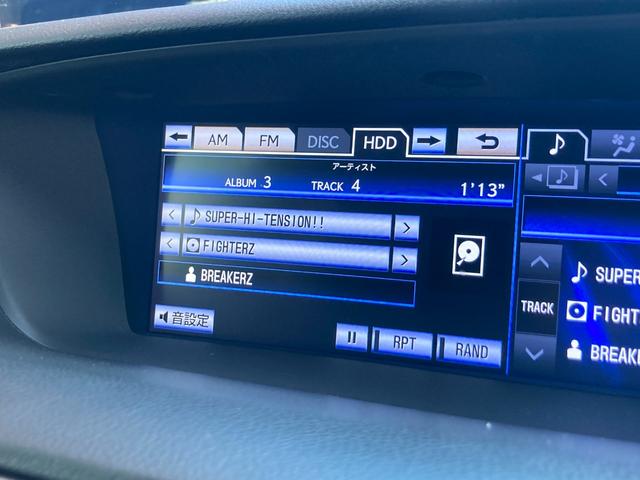 AM FM DISC HDD
アーティスト
ALBUM 3 TRACK 4 1'13"
SUPER-HI-TENSION!!
FIGHTERZ
BREAKERZ
音設定
RPT RAND
SUPER
TRACK
FIGHT
BREAKE